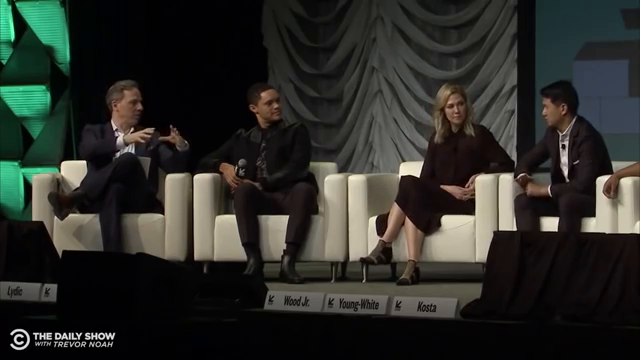 Lydic
Wood Jr.
Young-White
Kosta
THE DAILY SHOW
WITH TREVOR NOAH